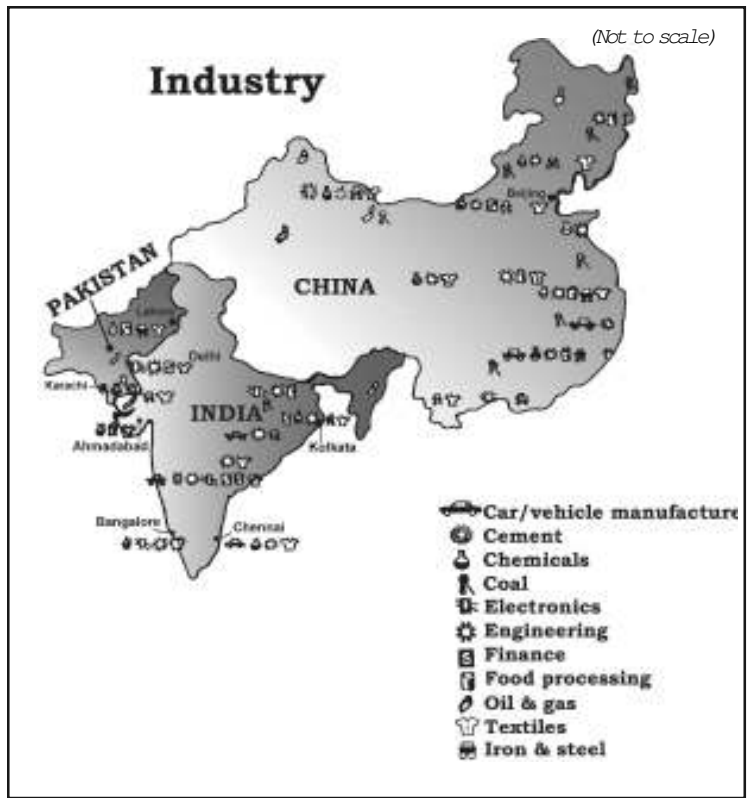 (Not to scale)
Industry
Beijing
PAKISTAN
CHINA
Lahore
Delhi
Karachi
INDIA
Ahmadabad
Kolkata
Bangalore
Chennai
Car/vehicle manufacture
Cement
Chemicals
Coal
Electronics
Engineering
Finance
Food processing
Oil & gas
Textiles
Iron & steel